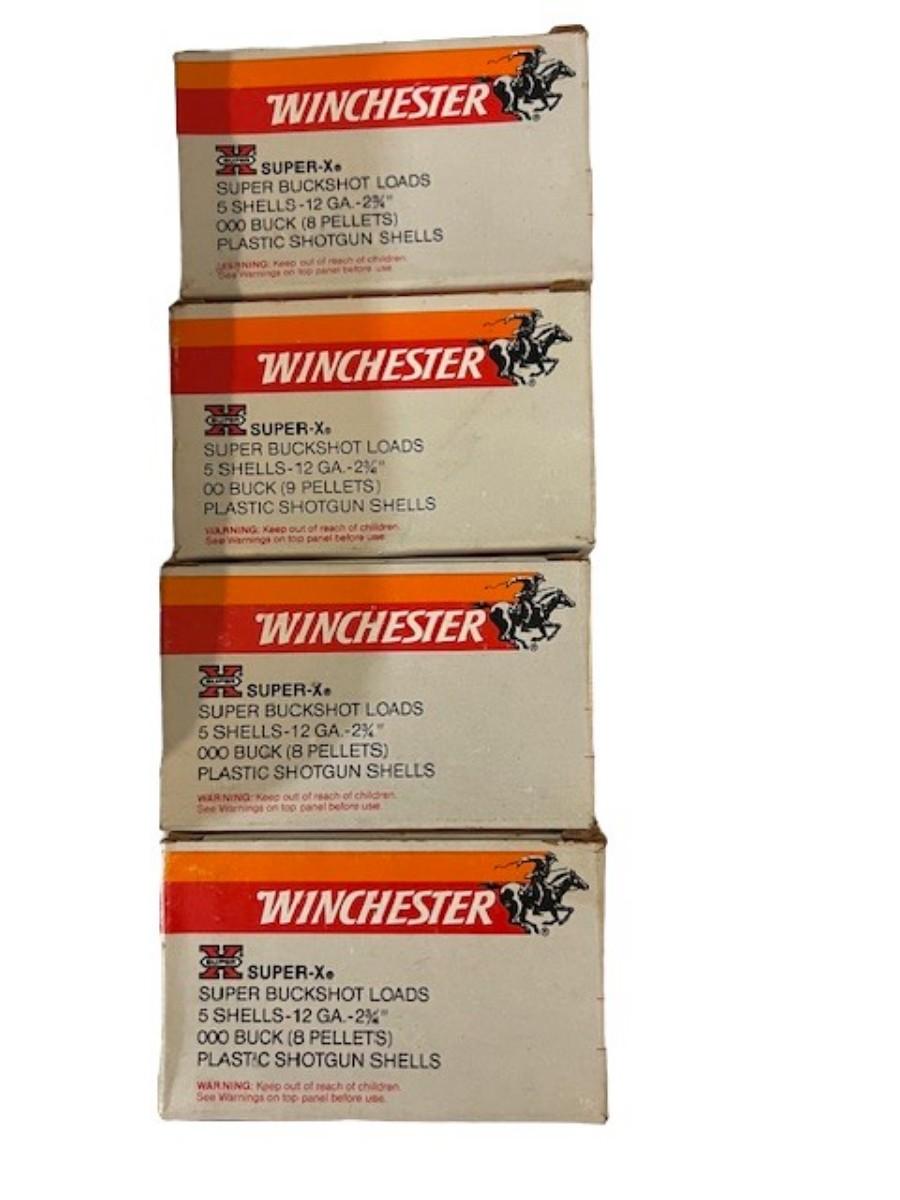 WINCHESTER
X SUPER SUPER-X®
SUPER BUCKSHOT LOADS
5 SHELLS-12 GA.-2¾"
000 BUCK (8 PELLETS)
PLASTIC SHOTGUN SHELLS
WARNING: Keep out of reach of children.
See Warnings on top panel before use.
WINCHESTER
X SUPER SUPER-X®
SUPER BUCKSHOT LOADS
5 SHELLS-12 GA.-2¾"
00 BUCK (9 PELLETS)
PLASTIC SHOTGUN SHELLS
WARNING: Keep out of reach of children.
See Warnings on top panel before use.
WINCHESTER
X SUPER SUPER-X®
SUPER BUCKSHOT LOADS
5 SHELLS-12 GA.-2¾"
000 BUCK (8 PELLETS)
PLASTIC SHOTGUN SHELLS
WARNING: Keep out of reach of children.
See Warnings on top panel before use.
WINCHESTER
X SUPER SUPER-X®
SUPER BUCKSHOT LOADS
5 SHELLS-12 GA.-2¾"
000 BUCK (8 PELLETS)
PLASTIC SHOTGUN SHELLS
WARNING: Keep out of reach of children.
See Warnings on top panel before use.